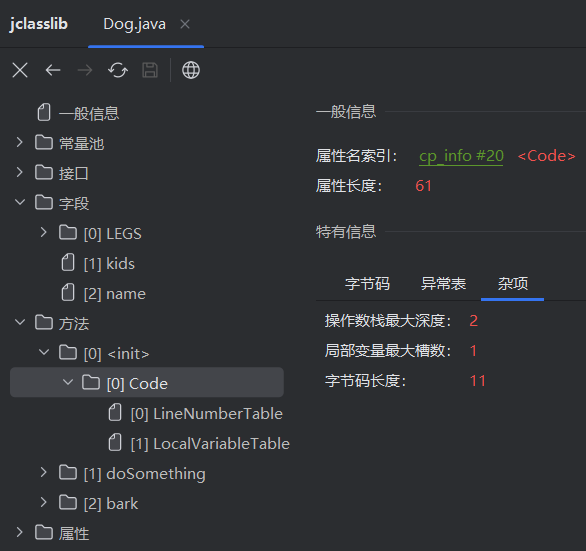 jclasslib
Dog.java
一般信息
常量池
接口
字段
[0] LEGS
[1] kids
[2] name
方法
[0] <init>
[0] Code
[0] LineNumberTable
[1] LocalVariableTable
[1] doSomething
[2] bark
属性
一般信息
属性名索引： cp_info #20 <Code>
属性长度： 61
特有信息
字节码 异常表 杂项
操作数栈最大深度： 2
局部变量最大槽数： 1
字节码长度： 11